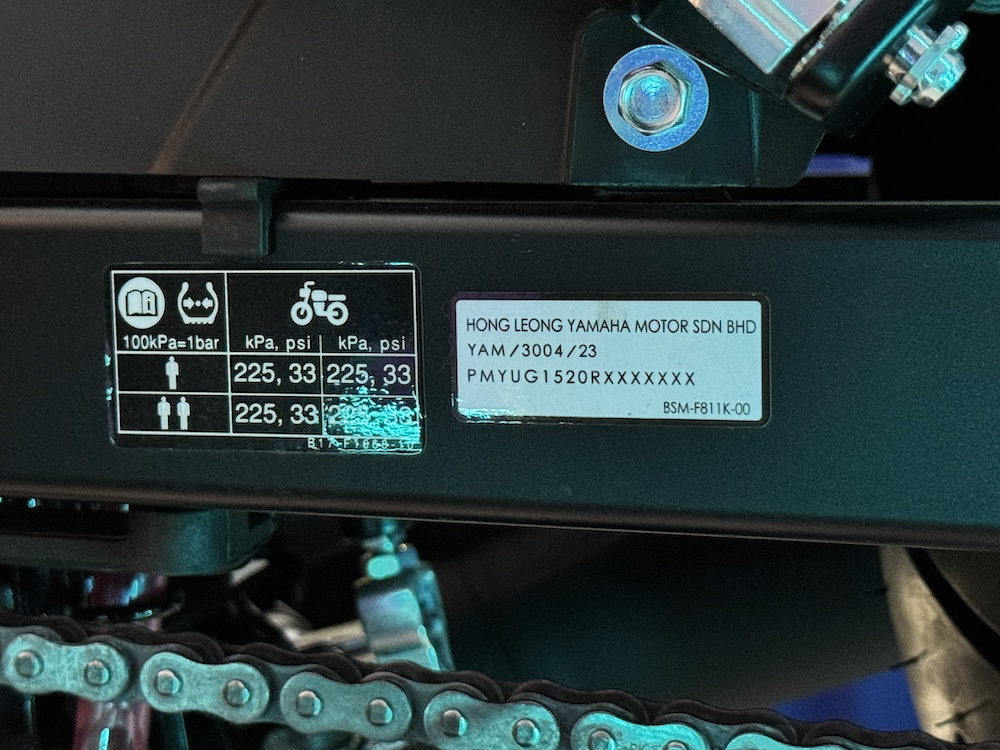 100kPa=1bar
kPa, psi kPa, psi
225, 33 225, 33
225, 33
HONG LEONG YAMAHA MOTOR SDN BHD
YAM/3004/23
PMYUG1520RXXXXXXX
BSM-F811K-00